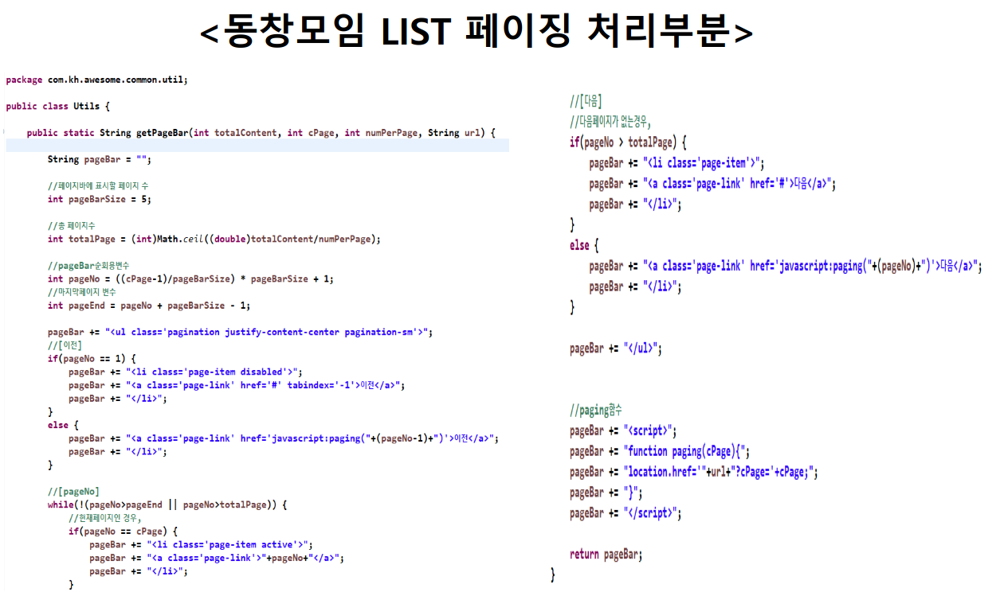 <동창모임 LIST 페이징 처리부분>
package com.kh.awesome.common.util;
public class Utils {
public static String getPageBar(int totalContent, int cPage, int numPerPage, String url) {
String pageBar = "";
//페이지바에 표시할 페이지 수
int pageBarSize = 5;
//총 페이지수
int totalPage = (int)Math.ceil((double)totalContent/numPerPage);
//pageBar순회용변수
int pageNo = ((cPage-1)/pageBarSize) * pageBarSize + 1;
//마지막페이지 변수
int pageEnd = pageNo + pageBarSize - 1;
pageBar += "<ul class='pagination justify-content-center pagination-sm'>";
//[이전]
if(pageNo == 1) {
pageBar += "<li class='page-item disabled'>";
pageBar += "<a class='page-link' href='#' tabindex='-1'>이전</a>";
pageBar += "</li>";
}
else {
pageBar += "<a class='page-link' href='javascript:paging("+(pageNo-1)+")'>이전</a>";
pageBar += "</li>";
}
//[pageNo]
while(!(pageNo>pageEnd || pageNo>totalPage)) {
//현재페이지인 경우,
if(pageNo == cPage) {
pageBar += "<li class='page-item active'>";
pageBar += "<a class='page-link'>"+pageNo+"</a>";
pageBar += "</li>";
}
//[다음]
//다음페이지가 없는경우,
if(pageNo > totalPage) {
pageBar += "<li class='page-item'>";
pageBar += "<a class='page-link' href='#'>다음</a>";
pageBar += "</li>";
}
else {
pageBar += "<a class='page-link' href='javascript:paging("+(pageNo)+")'>다음</a>";
pageBar += "</li>";
}
pageBar += "</ul>";
//paging함수
pageBar += "<script>";
pageBar += "function paging(cPage){";
pageBar += "location.href='"+url+"?cPage='+cPage;";
pageBar += "}";
pageBar += "</script>";
return pageBar;
}